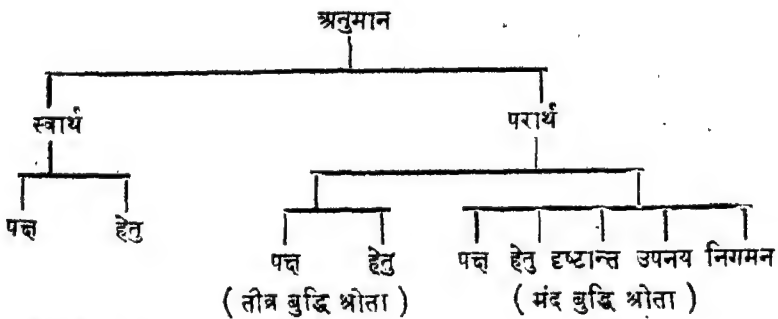 अनुमान
स्वार्थ परार्थ
पक्ष हेतु
पक्ष हेतु पक्ष हेतु दृष्टान्त उपनय निगमन
( तीव्र बुद्धि श्रोता ) ( मंद बुद्धि श्रोता )